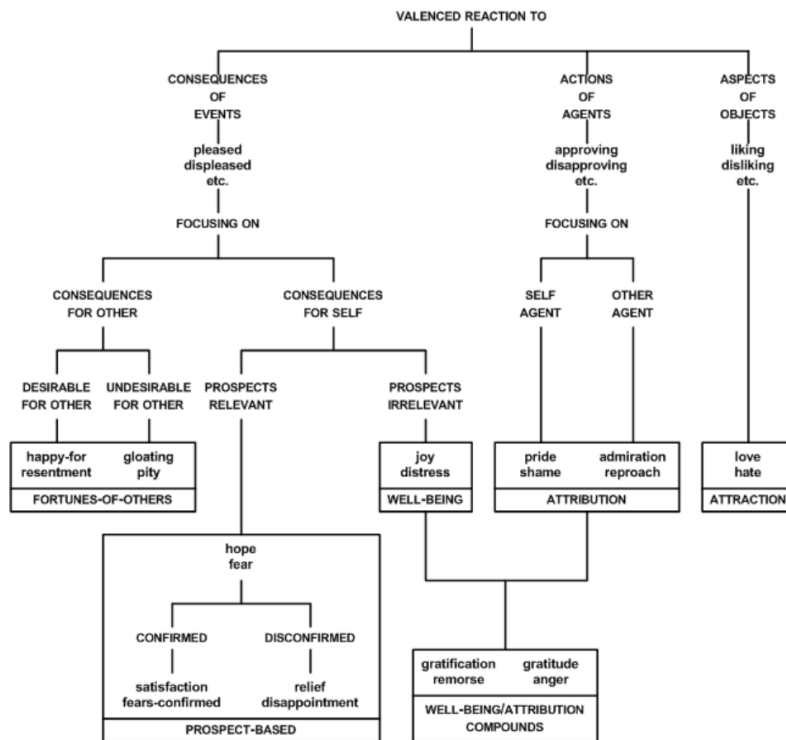 VALENCED REACTION TO
CONSEQUENCES
OF
EVENTS
ACTIONS
OF
AGENTS
ASPECTS
OF
OBJECTS
pleased
displeased
etc.
approving
disapproving
etc.
liking
disliking
etc.
FOCUSING ON
FOCUSING ON
CONSEQUENCES
FOR OTHER
CONSEQUENCES
FOR SELF
SELF
AGENT
OTHER
AGENT
DESIRABLE
FOR OTHER
UNDESIRABLE
FOR OTHER
PROSPECTS
RELEVANT
PROSPECTS
IRRELEVANT
happy-for
resentment
gloating
pity
FORTUNES-OF-OTHERS
joy
distress
WELL-BEING
pride
shame
admiration
reproach
ATTRIBUTION
love
hate
ATTRACTION
hope
fear
CONFIRMED
DISCONFIRMED
satisfaction
fears-confirmed
relief
disappointment
PROSPECT-BASED
gratification
remorse
gratitude
anger
WELL-BEING/ATTRIBUTION
COMPOUNDS